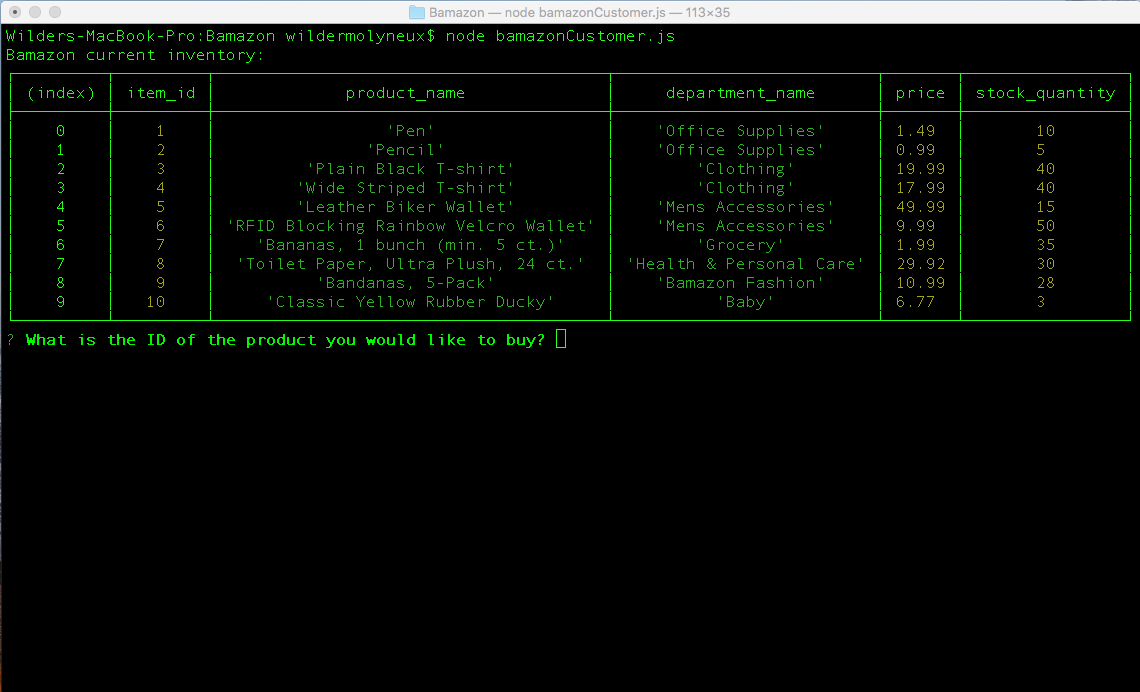 Bamazon — node bamazonCustomer.js — 113×35
Wilders-MacBook-Pro:Bamazon wildermolyneux$ node bamazonCustomer.js
Bamazon current inventory:
(index) item_id product_name department_name price stock_quantity
0 1 'Pen' 'Office Supplies' 1.49 10
1 2 'Pencil' 'Office Supplies' 0.99 5
2 3 'Plain Black T-shirt' 'Clothing' 19.99 40
3 4 'Wide Striped T-shirt' 'Clothing' 17.99 40
4 5 'Leather Biker Wallet' 'Mens Accessories' 49.99 15
5 6 'RFID Blocking Rainbow Velcro Wallet' 'Mens Accessories' 9.99 50
6 7 'Bananas, 1 bunch (min. 5 ct.)' 'Grocery' 1.99 35
7 8 'Toilet Paper, Ultra Plush, 24 ct.' 'Health & Personal Care' 29.92 30
8 9 'Bandanas, 5-Pack' 'Bamazon Fashion' 10.99 28
9 10 'Classic Yellow Rubber Ducky' 'Baby' 6.77 3
? What is the ID of the product you would like to buy?